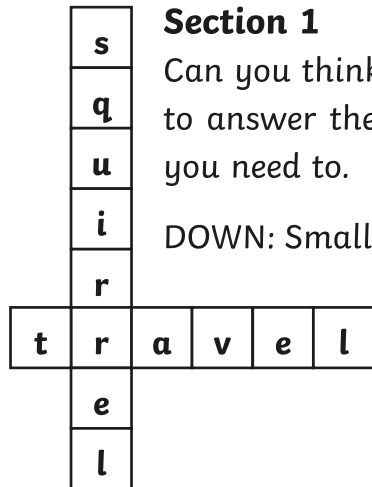 Section 1
Can you think
to answer the
you need to.
DOWN: Small
s
q
u
i
r
t r a v e l
e
l